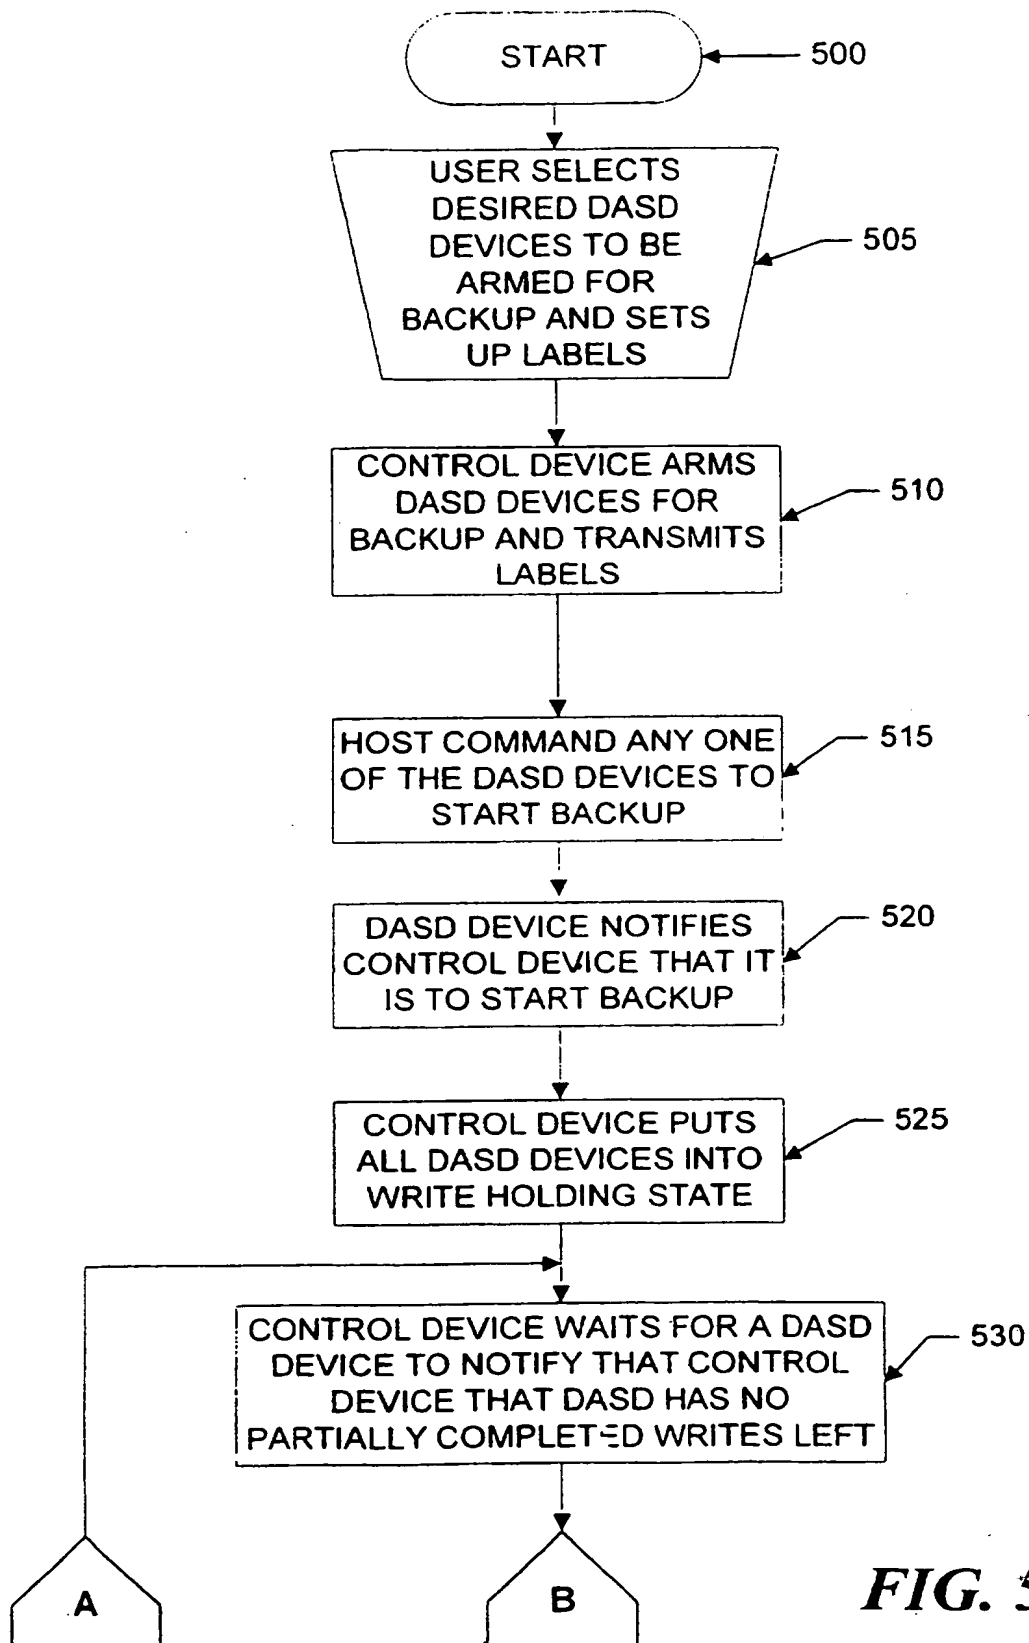 START
500
USER SELECTS
DESIRED DASD
DEVICES TO BE
ARMED FOR
BACKUP AND SETS
UP LABELS
505
CONTROL DEVICE ARMS
DASD DEVICES FOR
BACKUP AND TRANSMITS
LABELS
510
HOST COMMAND ANY ONE
OF THE DASD DEVICES TO
START BACKUP
515
DASD DEVICE NOTIFIES
CONTROL DEVICE THAT IT
IS TO START BACKUP
520
CONTROL DEVICE PUTS
ALL DASD DEVICES INTO
WRITE HOLDING STATE
525
CONTROL DEVICE WAITS FOR A DASD
DEVICE TO NOTIFY THAT CONTROL
DEVICE THAT DASD HAS NO
PARTIALLY COMPLETED WRITES LEFT
530
A
B
FIG. 5